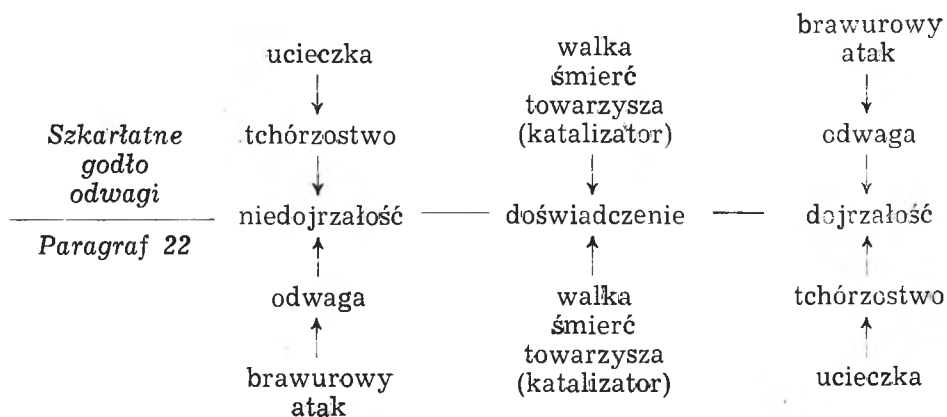 brawurowy
atak
ucieczka
walka
śmierć
towarzysza
(katalizator)
Szkarłatne
godło
odwagi
tchórzostwo
odwaga
niedojrzałość
doświadczenie
dojrzałość
Paragraf 22
odwaga
walka
śmierć
towarzysza
(katalizator)
tchórzostwo
brawurowy
atak
ucieczka